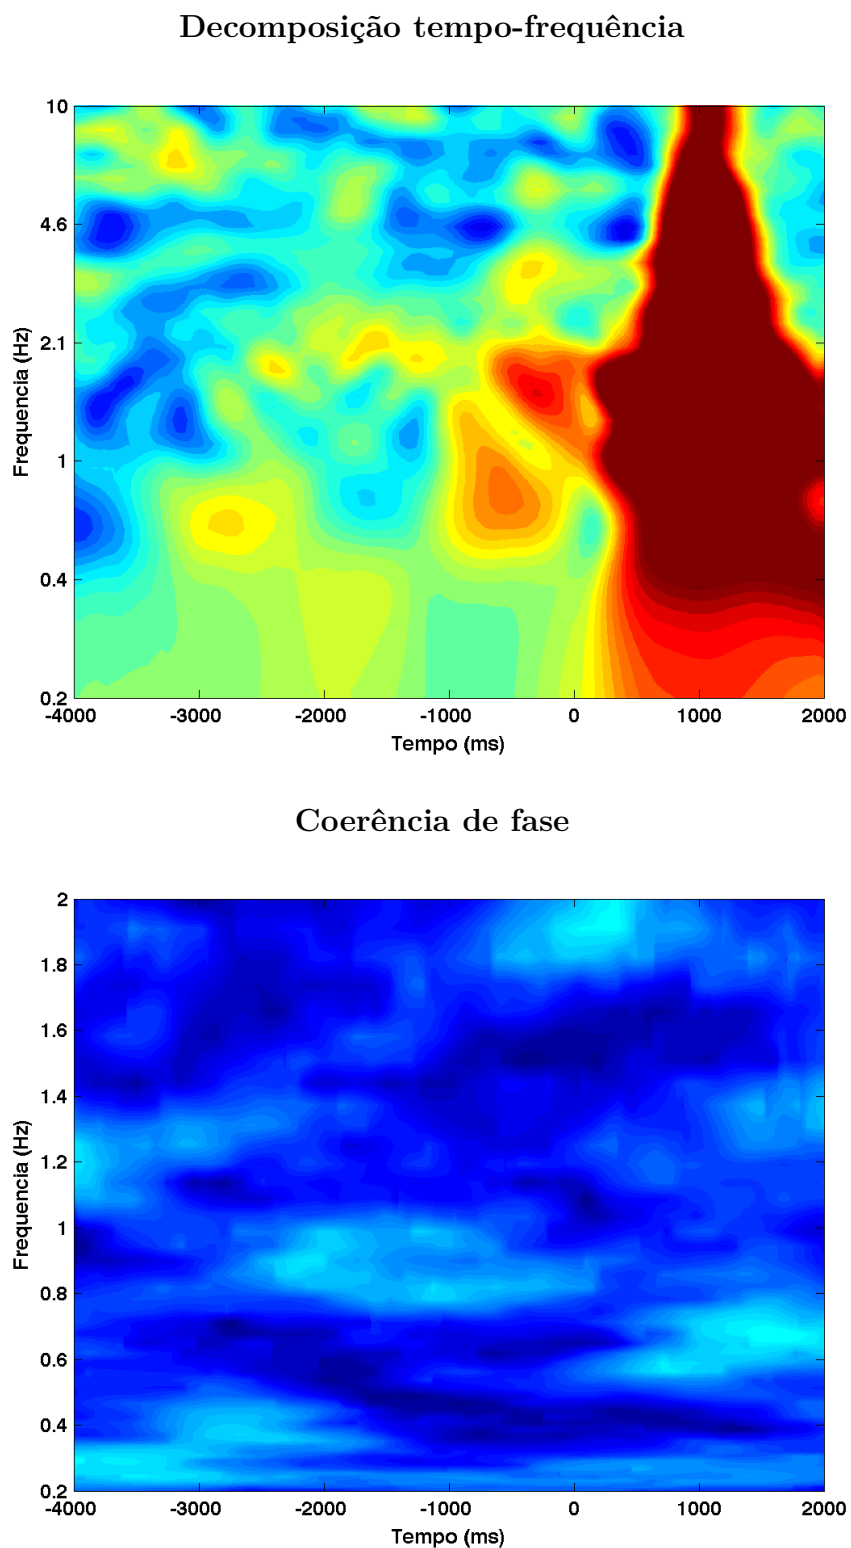 Decomposição tempo-frequência
10
4.6
2.1
1
0.4
0.2
Frequencia (Hz)
-4000 -3000 -2000 -1000 0 1000 2000
Tempo (ms)
Coerência de fase
2
1.8
1.6
1.4
1.2
1
0.8
0.6
0.4
0.2
Frequencia (Hz)
-4000 -3000 -2000 -1000 0 1000 2000
Tempo (ms)